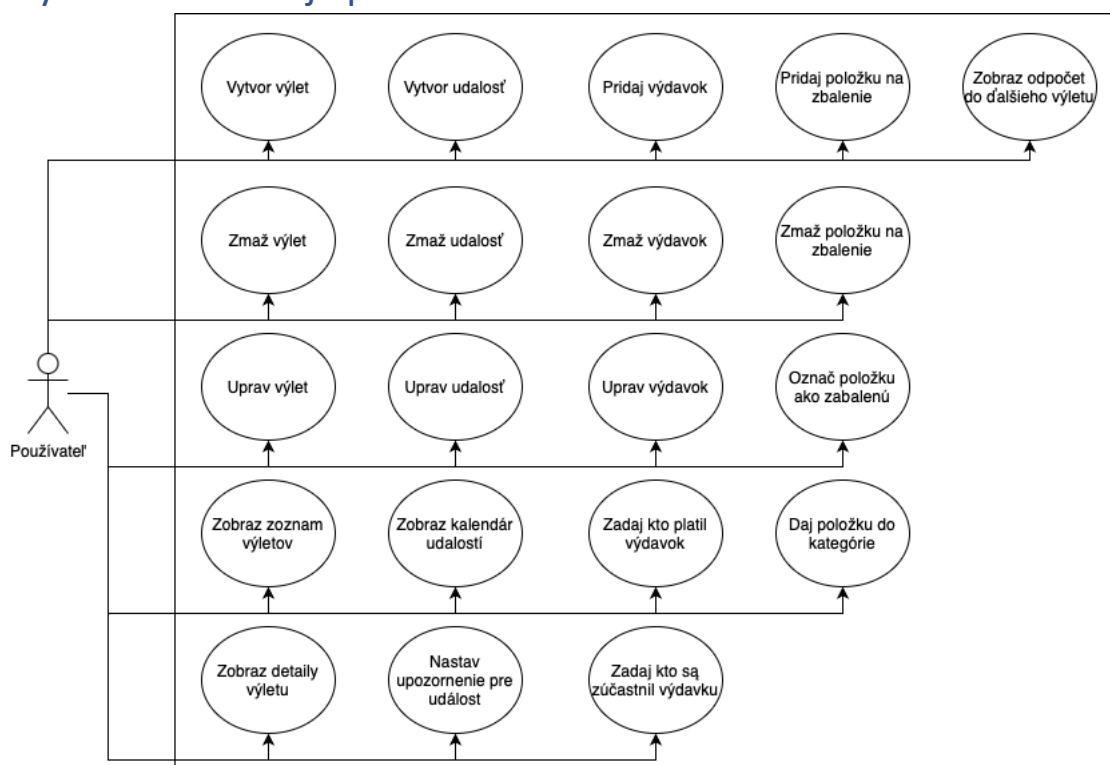 Vytvor výlet
Vytvor udalosť
Pridaj výdavok
Pridaj položku na
zbalenie
Zobraz odpočet
do ďalšieho výletu
Zmaž výlet
Zmaž udalosť
Zmaž výdavok
Zmaž položku na
zbalenie
Uprav výlet
Uprav udalosť
Uprav výdavok
Označ položku
ako zabalenú
Používateľ
Zobraz zoznam
výletov
Zobraz kalendár
udalostí
Zadaj kto platil
výdavok
Daj položku do
kategórie
Zobraz detaily
výletu
Nastav
upozornenie pre
událost
Zadaj kto są
zúčastnil výdavku